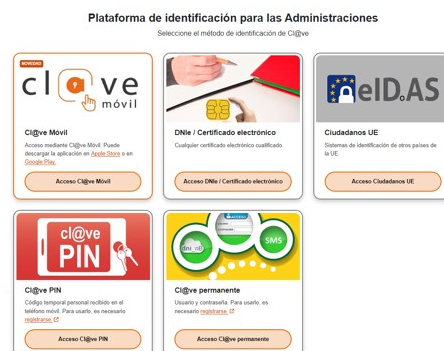 Plataforma de identificación para las Administraciones
Seleccione el método de identificación de Cl@ve
NOVEDAD
cl@ve
móvil
Cl@ve Móvil
Acceso mediante Cl@ve Móvil. Puede
descargar la aplicación en Apple Store o en
Google Play.
Acceso Cl@ve Móvil
DNIe / Certificado electrónico
Cualquier certificado electrónico cualificado
Acceso DNIe / Certificado electrónico
eIDAS
Ciudadanos UE
Sistemas de identificación de otros países de
la UE
Acceso Ciudadanos UE
cl@ve
PIN
Cl@ve PIN
Código temporal personal recibido en el
teléfono móvil. Para usarlo, es necesario
registrarse.
Acceso Cl@ve PIN
SMS
Cl@ve permanente
Usuario y contraseña. Para usarlo, es
necesario registrarse.
Acceso Cl@ve permanente